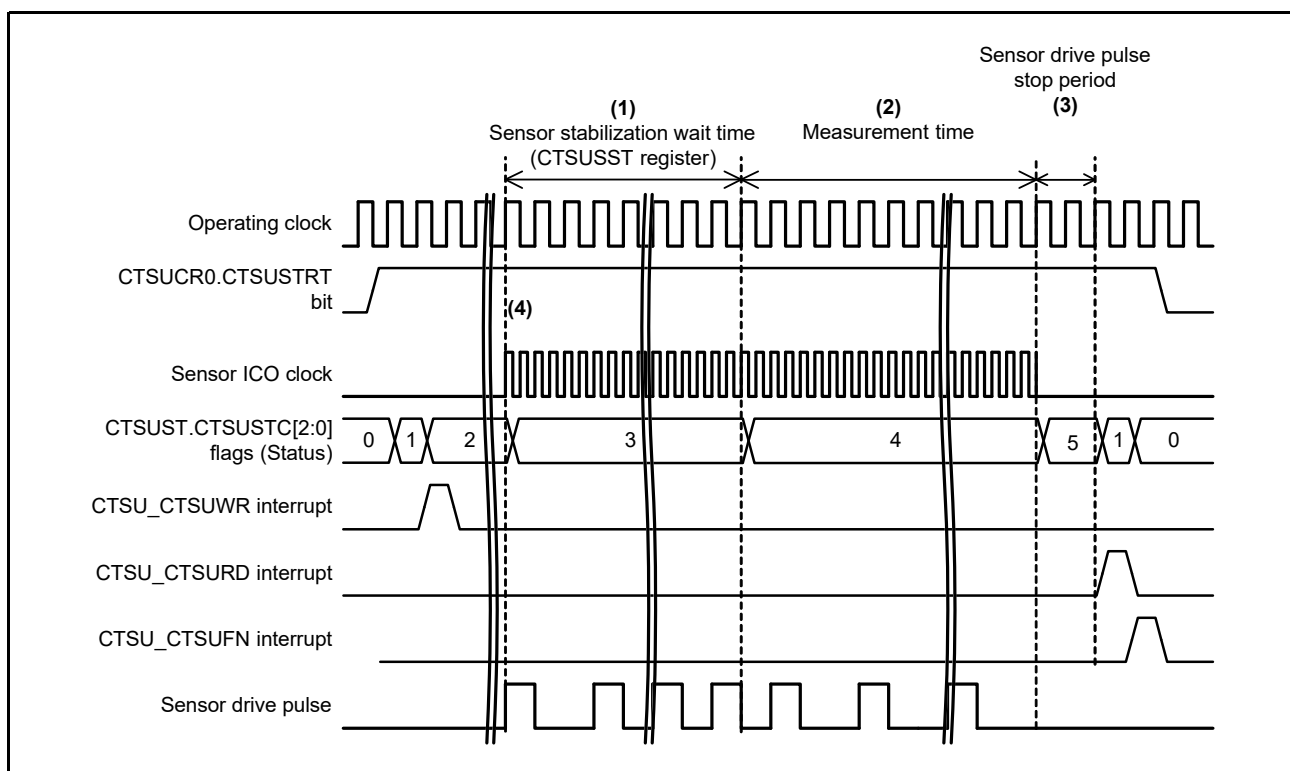 Sensor drive pulse
stop period
(1)
(2)
(3)
Sensor stabilization wait time
(CTSUSST register)
Measurement time
Operating clock
CTSUCR0.CTSUSTRT
bit
(4)
Sensor ICO clock
CTSUST.CTSUSTC[2:0]
flags (Status)
0 1 2 3 4 5 1 0
CTSU_CTSUWR interrupt
CTSU_CTSURD interrupt
CTSU_CTSUFN interrupt
Sensor drive pulse